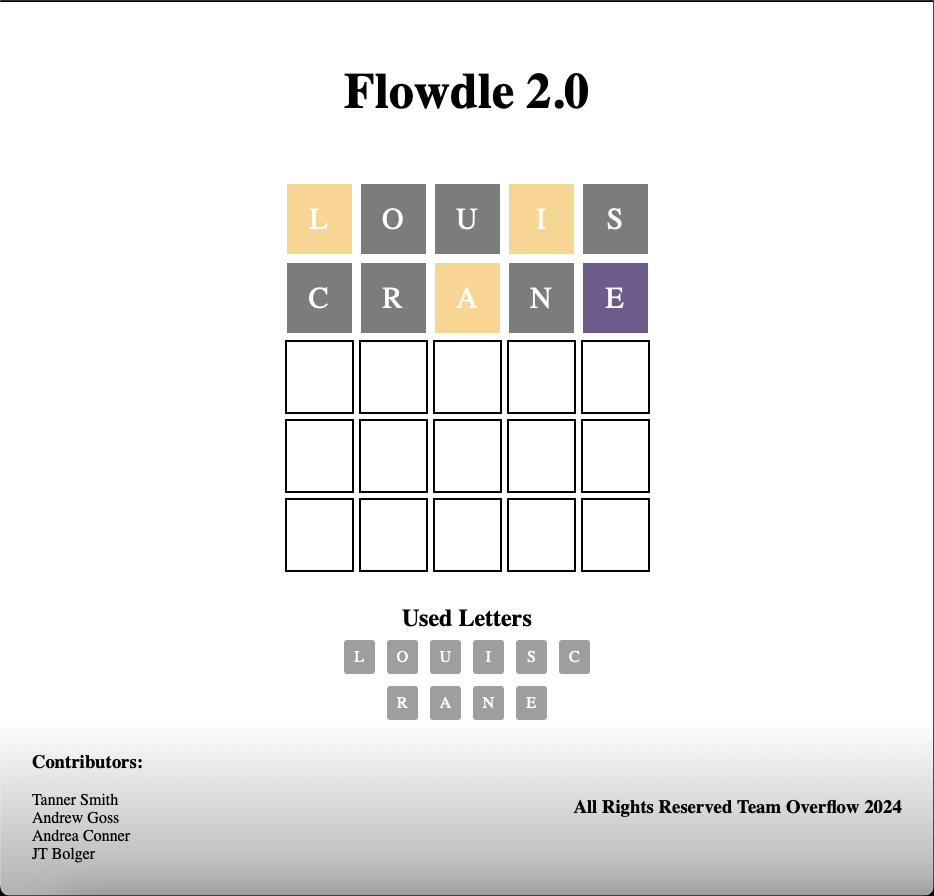 Flowdle 2.0
L O U I S
C R A N E
Used Letters
L O U I S C
R A N E
Contributors:
Tanner Smith
Andrew Goss
Andrea Conner
JT Bolger
All Rights Reserved Team Overflow 2024